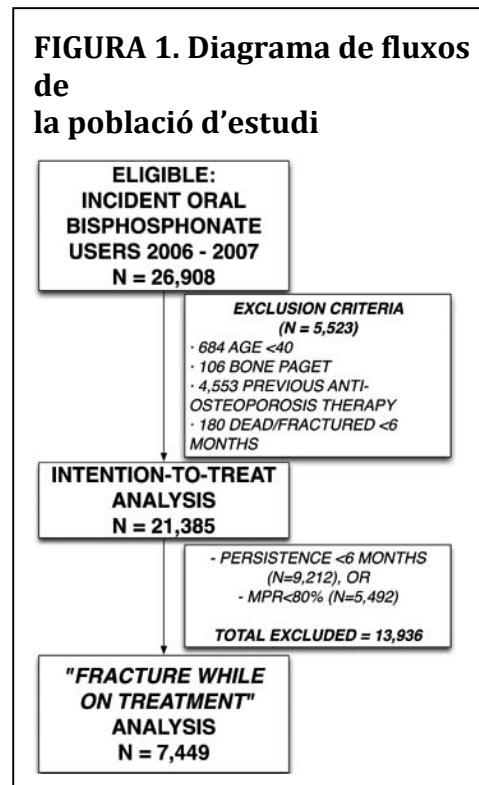 FIGURA 1. Diagrama de fluxos
de
la població d’estudi
ELIGIBLE:
INCIDENT ORAL
BISPHOSPHONATE
USERS 2006 - 2007
N = 26,908
EXCLUSION CRITERIA
(N = 5,523)
· 684 AGE <40
· 106 BONE PAGET
· 4,553 PREVIOUS ANTI-
OSTEOPOROSIS THERAPY
· 180 DEAD/FRACTURED <6
MONTHS
INTENTION-TO-TREAT
ANALYSIS
N = 21,385
- PERSISTENCE <6 MONTHS
(N=9,212), OR
- MPR<80% (N=5,492)
TOTAL EXCLUDED = 13,936
"FRACTURE WHILE
ON TREATMENT"
ANALYSIS
N = 7,449